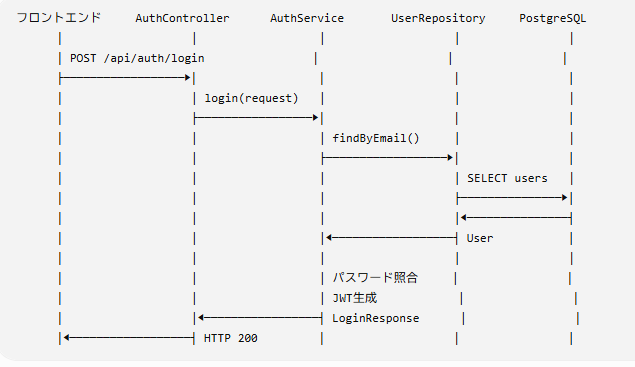 フロントエンド AuthController AuthService UserRepository PostgreSQL
POST /api/auth/login
login(request)
findByEmail()
SELECT users
User
パスワード照合
JWT生成
LoginResponse
HTTP 200